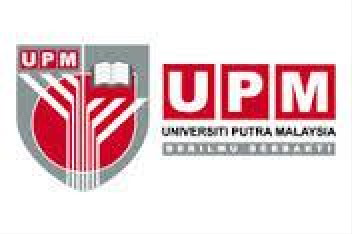 UPM
UPM
UNIVERSITI PUTRA MALAYSIA
BERILMU BERBAKTI